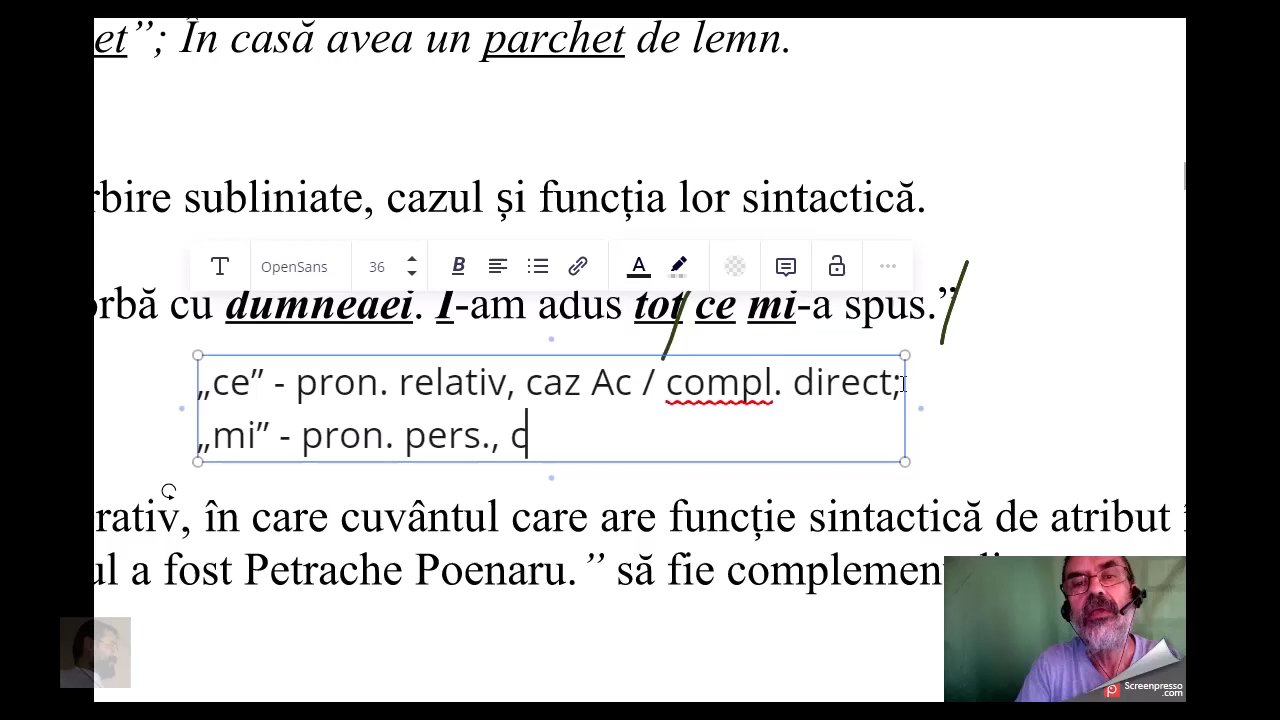 et”; În casă avea un parchet de lemn.
rbire subliniate, cazul și funcția lor sintactică.
OpenSans 36 B A
orbă cu dumneaei. I-am adus tot ce mi-a spus.”
„ce” - pron. relativ, caz Ac / compl. direct;
„mi” - pron. pers., c
rativ, în care cuvântul care are funcție sintactică de atribut
ul a fost Petrache Poenaru.” să fie complemen
Screenpresso
.com